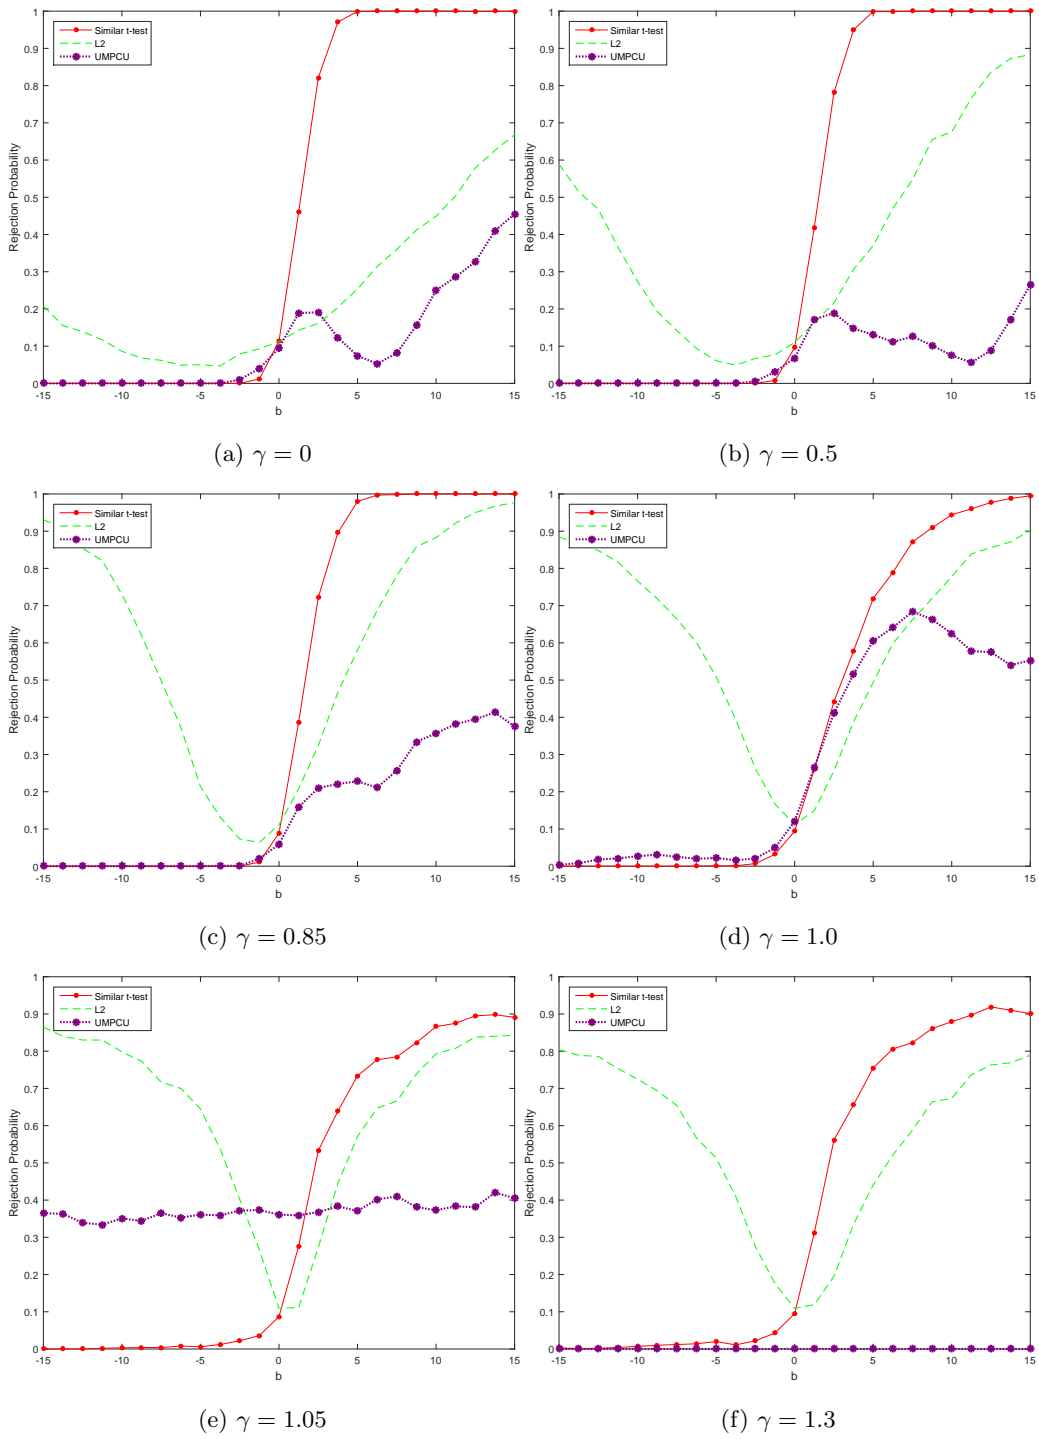 1
0.9
0.8
0.7
0.6
0.5
0.4
0.3
0.2
0.1
0
Rejection Probability
Similar t-test
L2
UMPCU
-15 -10 -5 0 5 10 15
b
(a) γ = 0
1
0.9
0.8
0.7
0.6
0.5
0.4
0.3
0.2
0.1
0
Rejection Probability
Similar t-test
L2
UMPCU
-15 -10 -5 0 5 10 15
b
(b) γ = 0.5
1
0.9
0.8
0.7
0.6
0.5
0.4
0.3
0.2
0.1
0
Rejection Probability
Similar t-test
L2
UMPCU
-15 -10 -5 0 5 10 15
b
(c) γ = 0.85
1
0.9
0.8
0.7
0.6
0.5
0.4
0.3
0.2
0.1
0
Rejection Probability
Similar t-test
L2
UMPCU
-15 -10 -5 0 5 10 15
b
(d) γ = 1.0
1
0.9
0.8
0.7
0.6
0.5
0.4
0.3
0.2
0.1
0
Rejection Probability
Similar t-test
L2
UMPCU
-15 -10 -5 0 5 10 15
b
(e) γ = 1.05
1
0.9
0.8
0.7
0.6
0.5
0.4
0.3
0.2
0.1
0
Rejection Probability
Similar t-test
L2
UMPCU
-15 -10 -5 0 5 10 15
b
(f) γ = 1.3